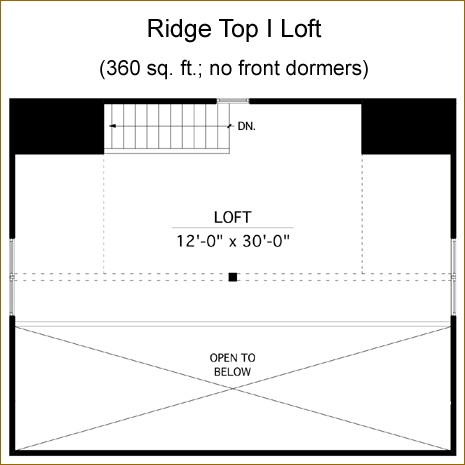 Ridge Top I Loft
(360 sq. ft.; no front dormers)
DN.
LOFT
12'-0" x 30'-0"
OPEN TO
BELOW